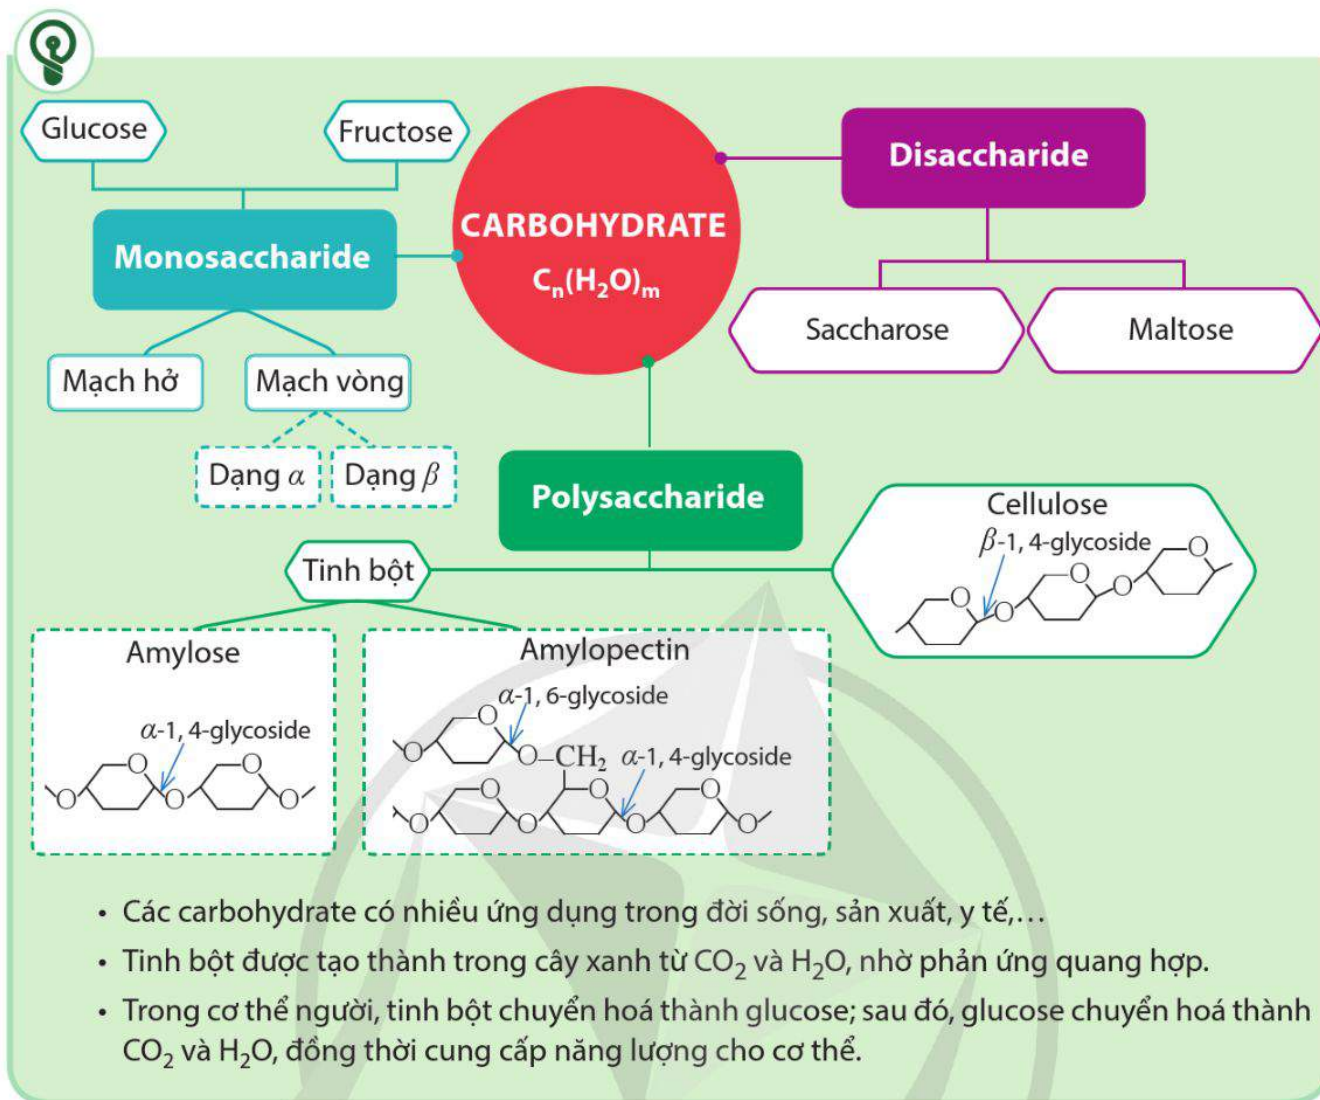 Glucose
Fructose
Monosaccharide
Mạch hở
Mạch vòng
Dạng α
Dạng β
CARBOHYDRATE
Cₙ(H₂O)ₘ
Disaccharide
Saccharose
Maltose
Polysaccharide
Tinh bột
Cellulose
β-1, 4-glycoside
O
O
O
O
O
Amylose
α-1, 4-glycoside
O
O
O
O
O
Amylopectin
α-1, 6-glycoside
O
O
O–CH₂
α-1, 4-glycoside
O
O
O
O
O
O
O
• Các carbohydrate có nhiều ứng dụng trong đời sống, sản xuất, y tế,…
• Tinh bột được tạo thành trong cây xanh từ CO₂ và H₂O, nhờ phản ứng quang hợp.
• Trong cơ thể người, tinh bột chuyển hoá thành glucose; sau đó, glucose chuyển hoá thành
CO₂ và H₂O, đồng thời cung cấp năng lượng cho cơ thể.